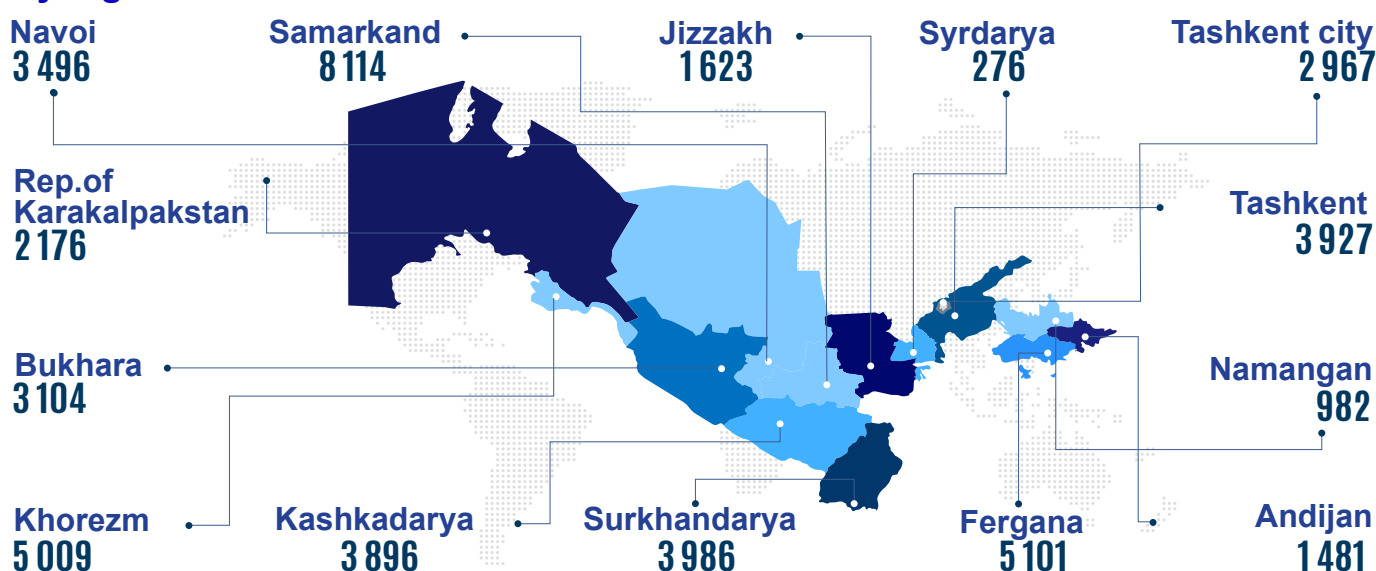 Navoi
3 496
Samarkand
8 114
Jizzakh
1 623
Syrdarya
276
Tashkent city
2 967
Rep.of
Karakalpakstan
2 176
Tashkent
3 927
Bukhara
3 104
Namangan
982
Khorezm
5 009
Kashkadarya
3 896
Surkhandarya
3 986
Fergana
5 101
Andijan
1 481